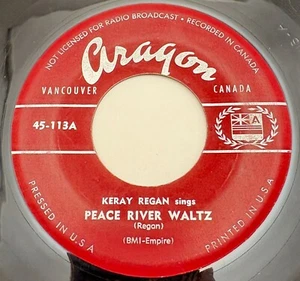 NOT LICENSED FOR RADIO BROADCAST • RECORDED IN CANADA
Aragon
VANCOUVER CANADA
45-113A
KERAY REGAN sings
PEACE RIVER WALTZ
(Regan)
(BMI-Empire)
PRESSED IN U.S.A.
PRINTED IN U.S.A.